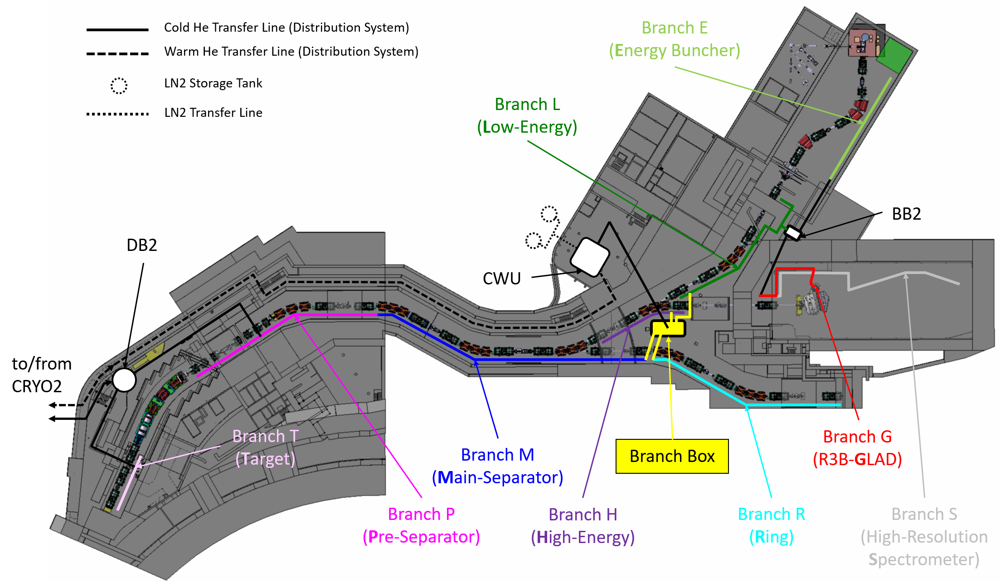 Cold He Transfer Line (Distribution System)
Warm He Transfer Line (Distribution System)
LN2 Storage Tank
LN2 Transfer Line
Branch E
(Energy Buncher)
Branch L
(Low-Energy)
BB2
DB2
CWU
to/from
CRYO2
Branch T
(Target)
Branch M
(Main-Separator)
Branch Box
Branch G
(R3B-GLAD)
Branch P
(Pre-Separator)
Branch H
(High-Energy)
Branch R
(Ring)
Branch S
(High-Resolution
Spectrometer)